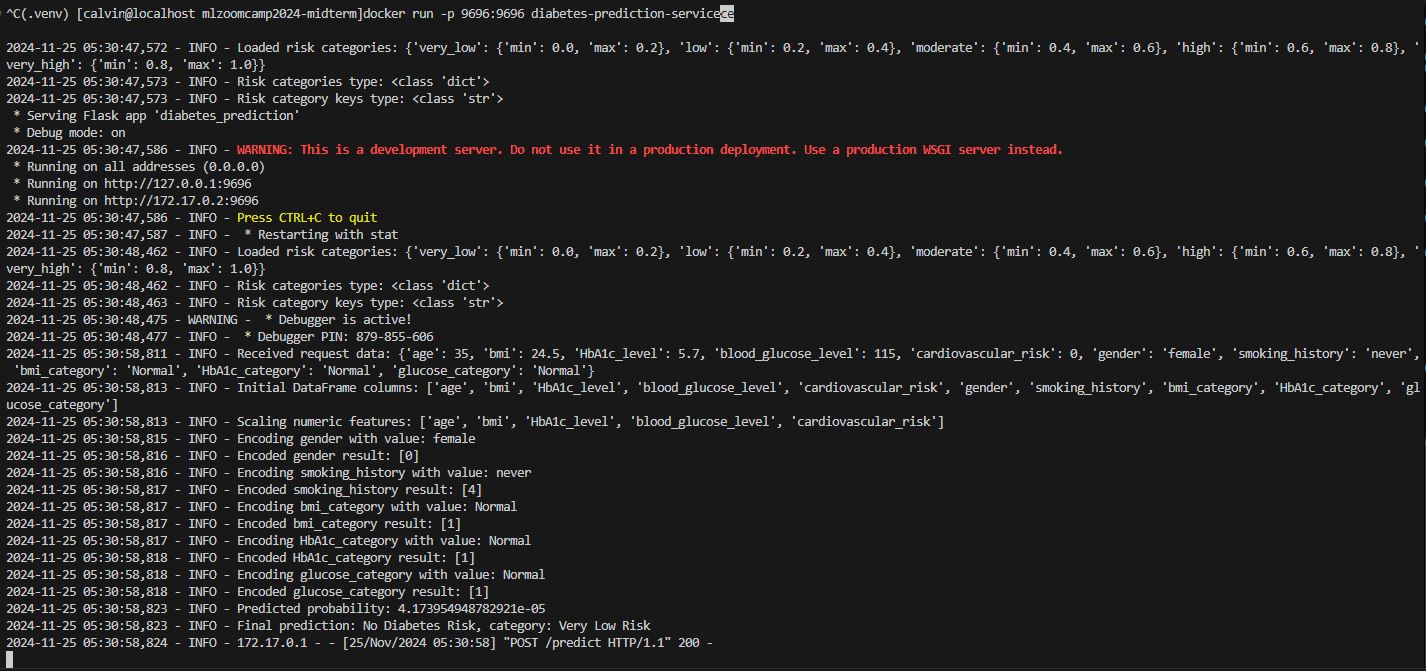 ^C(.venv) [calvin@localhost mlzoomcamp2024-midterm]docker run -p 9696:9696 diabetes-prediction-servicece
2024-11-25 05:30:47,572 - INFO - Loaded risk categories: {'very_low': {'min': 0.0, 'max': 0.2}, 'low': {'min': 0.2, 'max': 0.4}, 'moderate': {'min': 0.4, 'max': 0.6}, 'high': {'min': 0.6, 'max': 0.8}, '
very_high': {'min': 0.8, 'max': 1.0}}
2024-11-25 05:30:47,573 - INFO - Risk categories type: <class 'dict'>
2024-11-25 05:30:47,573 - INFO - Risk category keys type: <class 'str'>
 * Serving Flask app 'diabetes_prediction'
 * Debug mode: on
2024-11-25 05:30:47,586 - INFO - WARNING: This is a development server. Do not use it in a production deployment. Use a production WSGI server instead.
 * Running on all addresses (0.0.0.0)
 * Running on http://127.0.0.1:9696
 * Running on http://172.17.0.2:9696
2024-11-25 05:30:47,586 - INFO - Press CTRL+C to quit
2024-11-25 05:30:47,587 - INFO -  * Restarting with stat
2024-11-25 05:30:48,462 - INFO - Loaded risk categories: {'very_low': {'min': 0.0, 'max': 0.2}, 'low': {'min': 0.2, 'max': 0.4}, 'moderate': {'min': 0.4, 'max': 0.6}, 'high': {'min': 0.6, 'max': 0.8}, '
very_high': {'min': 0.8, 'max': 1.0}}
2024-11-25 05:30:48,462 - INFO - Risk categories type: <class 'dict'>
2024-11-25 05:30:48,463 - INFO - Risk category keys type: <class 'str'>
2024-11-25 05:30:48,475 - WARNING -  * Debugger is active!
2024-11-25 05:30:48,477 - INFO -  * Debugger PIN: 879-855-606
2024-11-25 05:30:58,811 - INFO - Received request data: {'age': 35, 'bmi': 24.5, 'HbA1c_level': 5.7, 'blood_glucose_level': 115, 'cardiovascular_risk': 0, 'gender': 'female', 'smoking_history': 'never',
 'bmi_category': 'Normal', 'HbA1c_category': 'Normal', 'glucose_category': 'Normal'}
2024-11-25 05:30:58,813 - INFO - Initial DataFrame columns: ['age', 'bmi', 'HbA1c_level', 'blood_glucose_level', 'cardiovascular_risk', 'gender', 'smoking_history', 'bmi_category', 'HbA1c_category', 'gl
ucose_category']
2024-11-25 05:30:58,813 - INFO - Scaling numeric features: ['age', 'bmi', 'HbA1c_level', 'blood_glucose_level', 'cardiovascular_risk']
2024-11-25 05:30:58,815 - INFO - Encoding gender with value: female
2024-11-25 05:30:58,816 - INFO - Encoded gender result: [0]
2024-11-25 05:30:58,816 - INFO - Encoding smoking_history with value: never
2024-11-25 05:30:58,817 - INFO - Encoded smoking_history result: [4]
2024-11-25 05:30:58,817 - INFO - Encoding bmi_category with value: Normal
2024-11-25 05:30:58,817 - INFO - Encoded bmi_category result: [1]
2024-11-25 05:30:58,817 - INFO - Encoding HbA1c_category with value: Normal
2024-11-25 05:30:58,818 - INFO - Encoded HbA1c_category result: [1]
2024-11-25 05:30:58,818 - INFO - Encoding glucose_category with value: Normal
2024-11-25 05:30:58,818 - INFO - Encoded glucose_category result: [1]
2024-11-25 05:30:58,823 - INFO - Predicted probability: 4.173954948782921e-05
2024-11-25 05:30:58,823 - INFO - Final prediction: No Diabetes Risk, category: Very Low Risk
2024-11-25 05:30:58,824 - INFO - 172.17.0.1 - - [25/Nov/2024 05:30:58] "POST /predict HTTP/1.1" 200 -